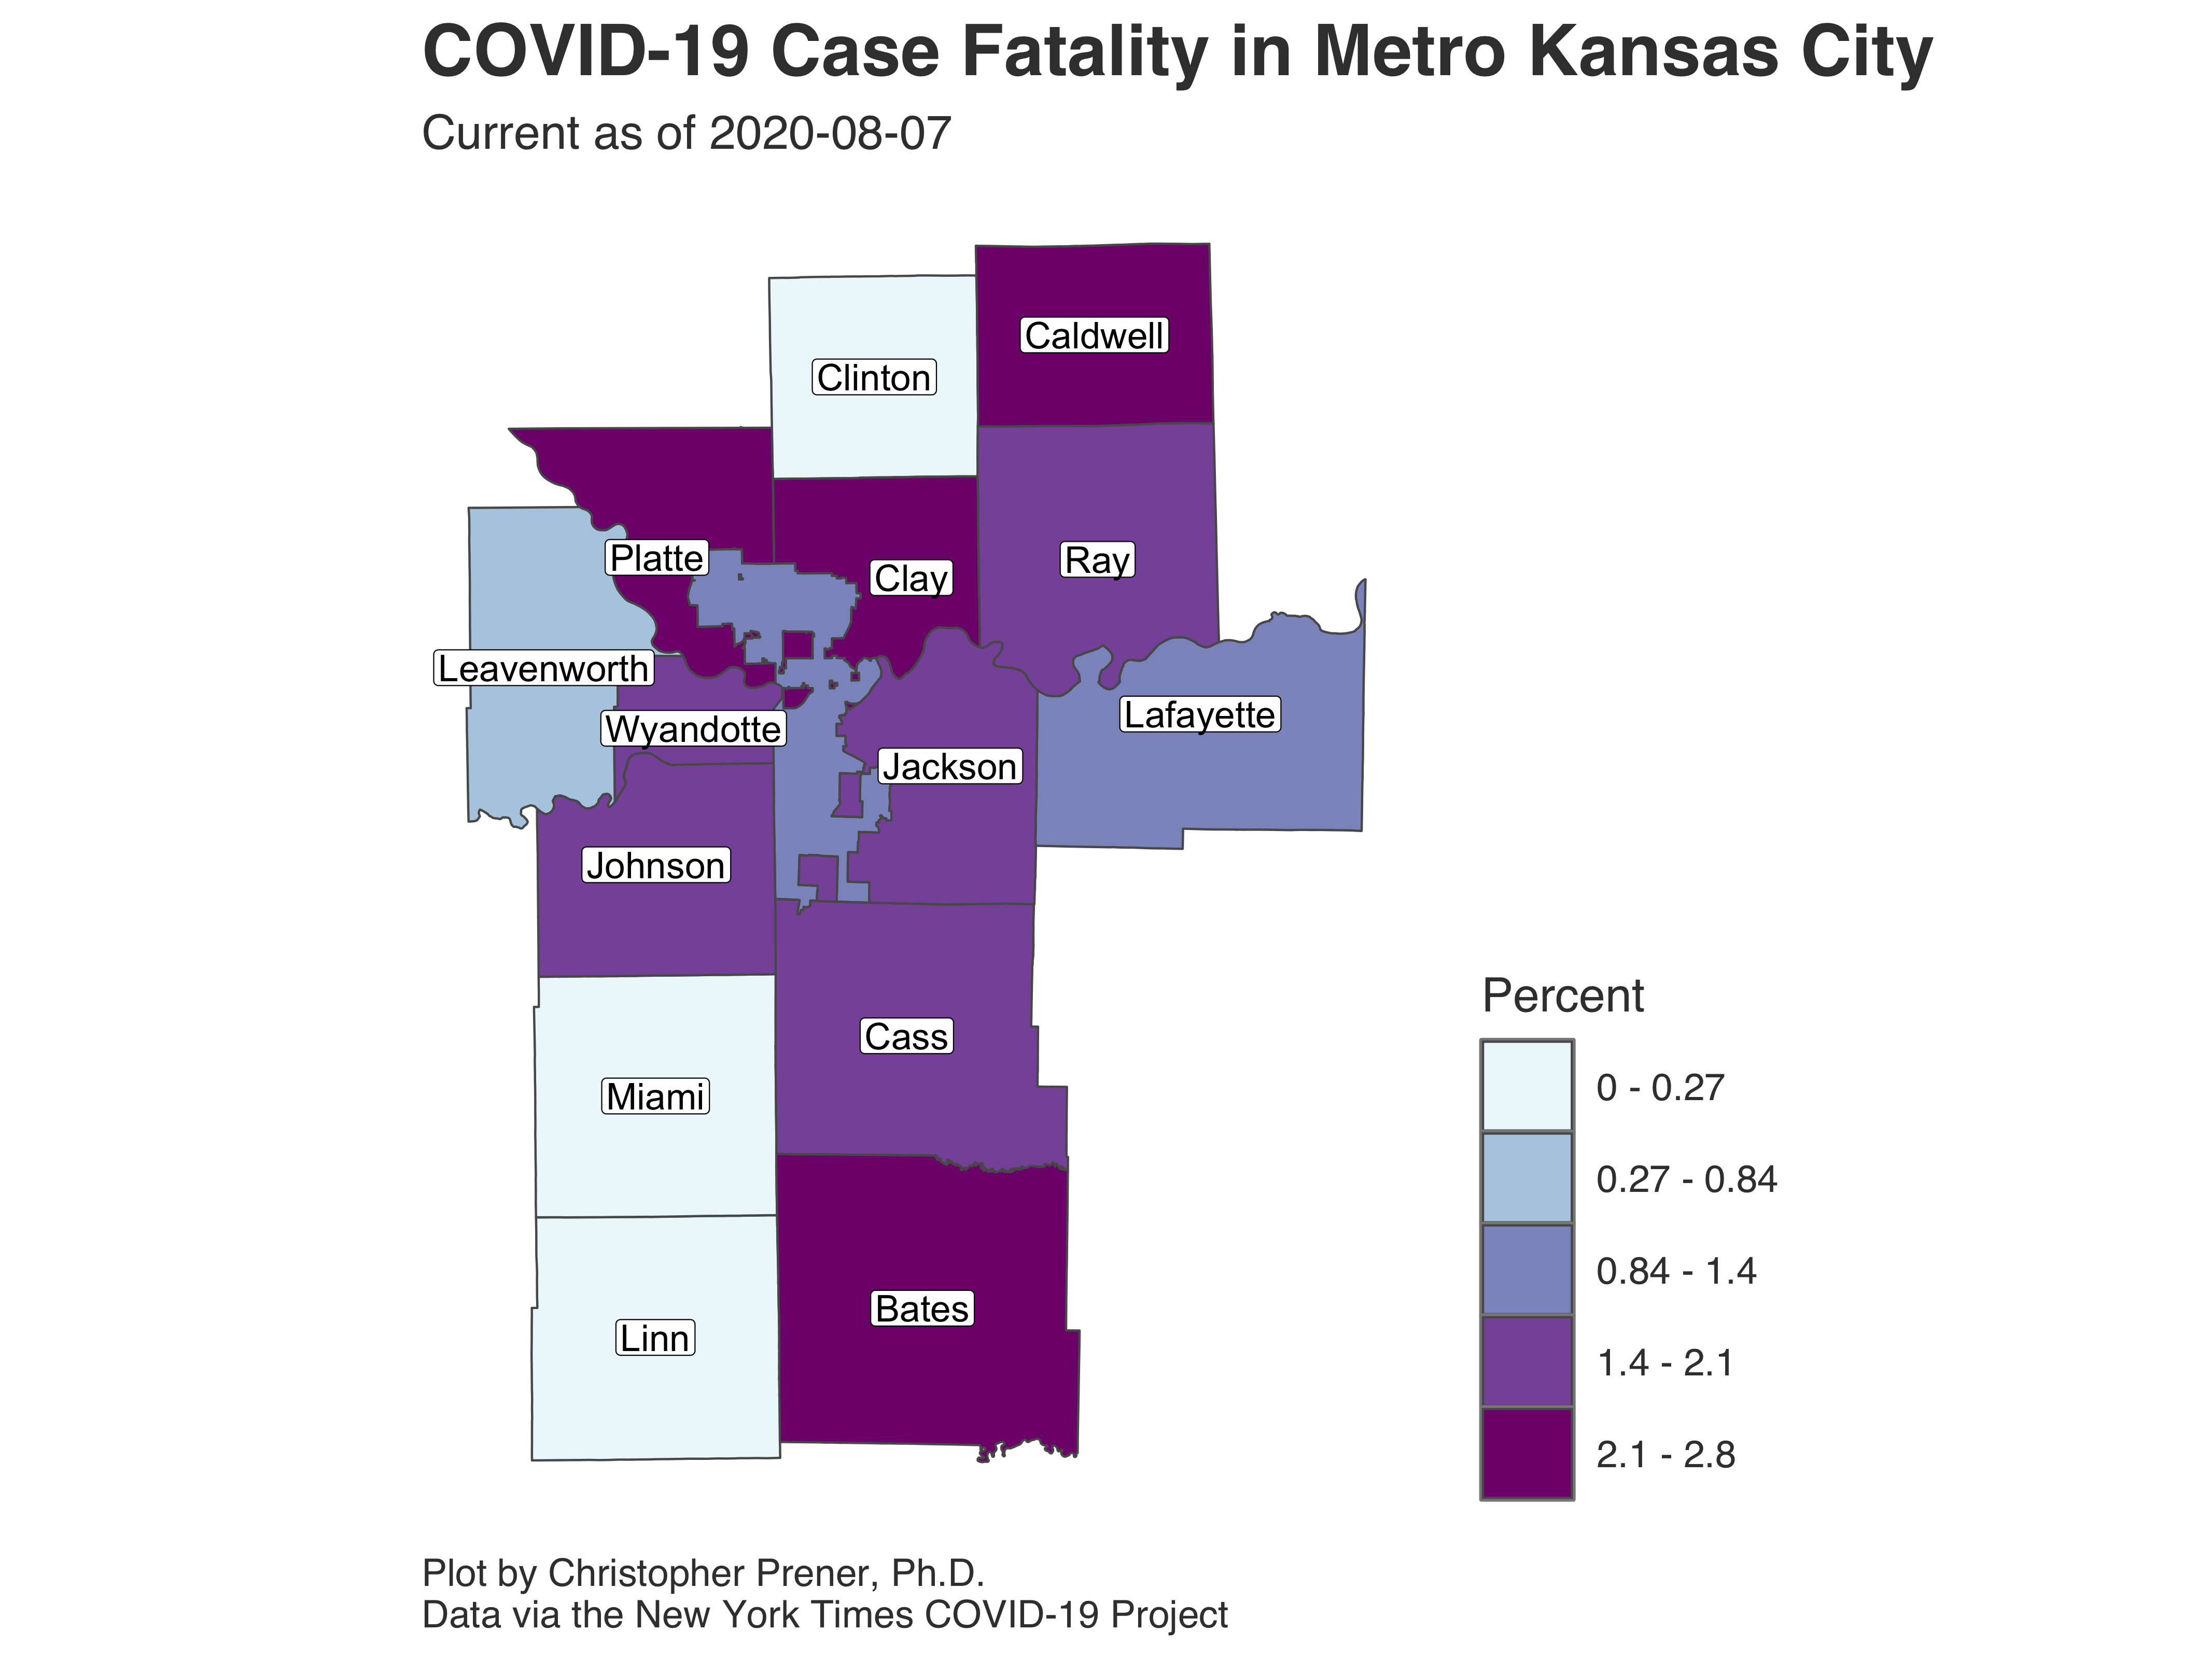 COVID-19 Case Fatality in Metro Kansas City
Current as of 2020-08-07
Caldwell
Clinton
Platte
Clay
Ray
Leavenworth
Lafayette
Wyandotte
Jackson
Johnson
Cass
Miami
Bates
Linn
Percent
0 - 0.27
0.27 - 0.84
0.84 - 1.4
1.4 - 2.1
2.1 - 2.8
Plot by Christopher Prener, Ph.D.
Data via the New York Times COVID-19 Project